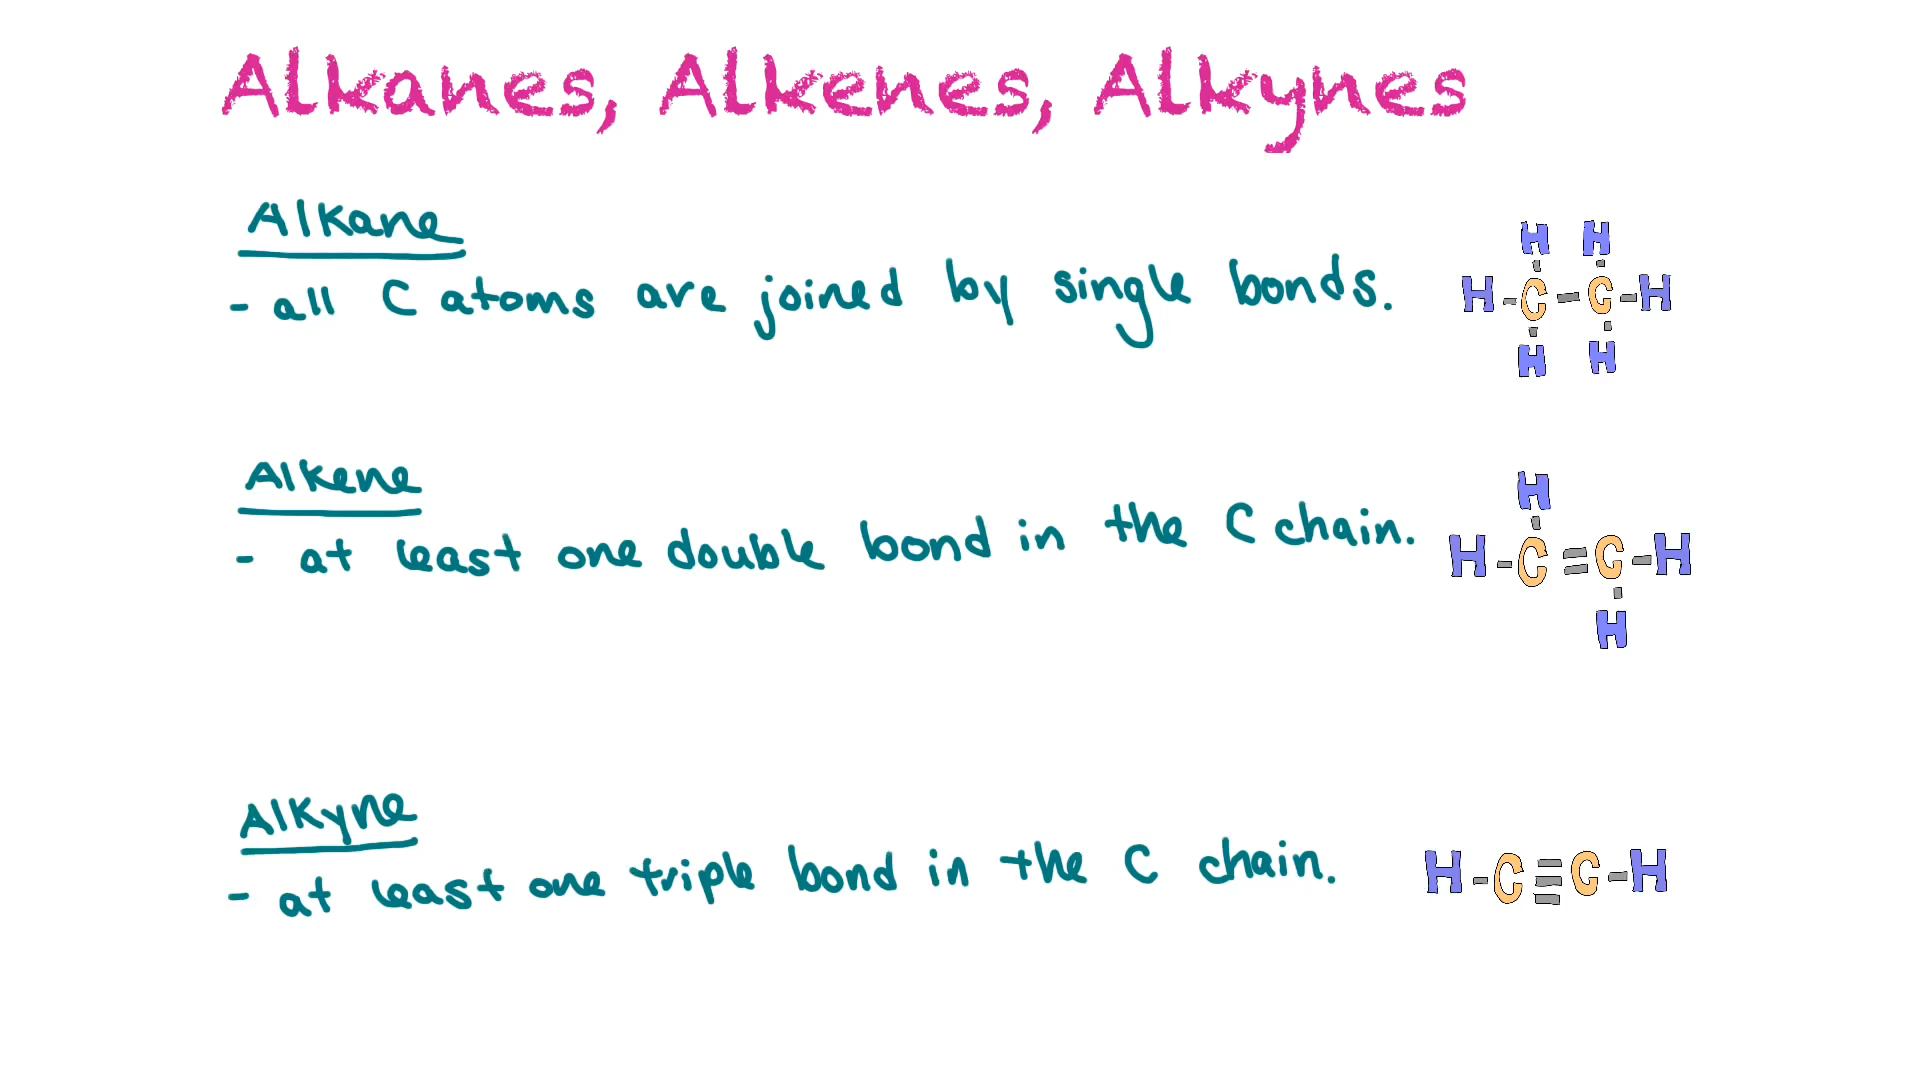 Alkanes, Alkenes, Alkynes
Alkane
- all C atoms are joined by single bonds.
H H
H-C-C-H
H H
Alkene
- at least one double bond in the C chain.
H
H-C=C-H
H
Alkyne
- at least one triple bond in the C chain.
H-C≡C-H